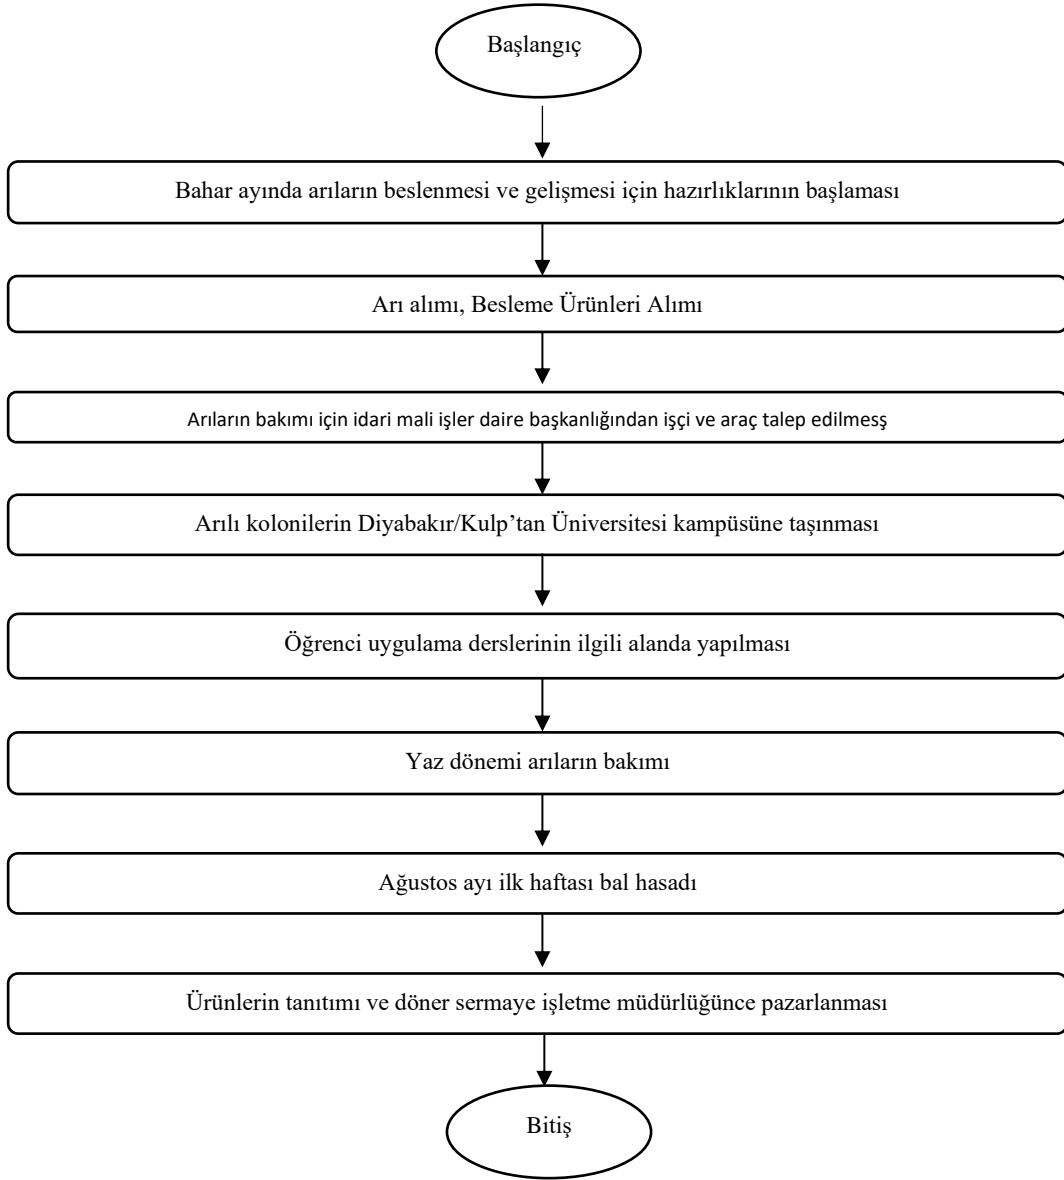 Başlangıç
Bahar ayında arıların beslenmesi ve gelişmesi için hazırlıklarının başlaması
Arı alımı, Besleme Ürünleri Alımı
Arıların bakımı için idari mali işler daire başkanlığından işçi ve araç talep edilmesş
Arılı kolonilerin Diyabakır/Kulp’tan Üniversitesi kampüsüne taşınması
Öğrenci uygulama derslerinin ilgili alanda yapılması
Yaz dönemi arıların bakımı
Ağustos ayı ilk haftası bal hasadı
Ürünlerin tanıtımı ve döner sermaye işletme müdürlüğünce pazarlanması
Bitiş